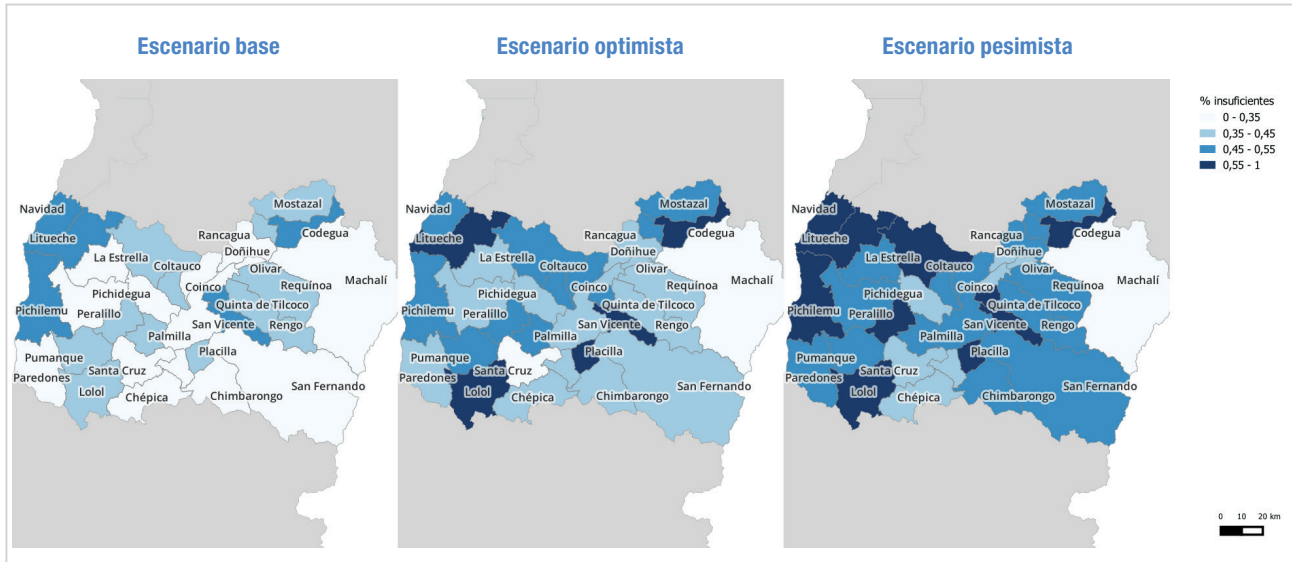 Escenario base
Escenario optimista
Escenario pesimista
% insuficientes
0 - 0,35
0,35 - 0,45
0,45 - 0,55
0,55 - 1
Navidad
Mostazal
Litueche
Rancagua
Codegua
La Estrella
Doñihue
Coltauco
Olivar
Machalí
Requínoa
Pichidegua
Coinco
Pichilemu
Peralillo
Quinta de Tilcoco
San Vicente
Rengo
Palmilla
Pumanque
Placilla
Paredones
Santa Cruz
San Fernando
Lolol
Chépica
Chimbarongo
Navidad
Mostazal
Litueche
Rancagua
Codegua
La Estrella
Doñihue
Coltauco
Olivar
Machalí
Requínoa
Pichidegua
Coinco
Pichilemu
Peralillo
Quinta de Tilcoco
San Vicente
Rengo
Palmilla
Pumanque
Placilla
Paredones
Santa Cruz
San Fernando
Lolol
Chépica
Chimbarongo
Navidad
Mostazal
Litueche
Rancagua
Codegua
La Estrella
Doñihue
Coltauco
Olivar
Machalí
Requínoa
Pichidegua
Coinco
Pichilemu
Peralillo
Quinta de Tilcoco
San Vicente
Rengo
Palmilla
Pumanque
Placilla
Paredones
Santa Cruz
San Fernando
Lolol
Chépica
Chimbarongo
0 10 20 km